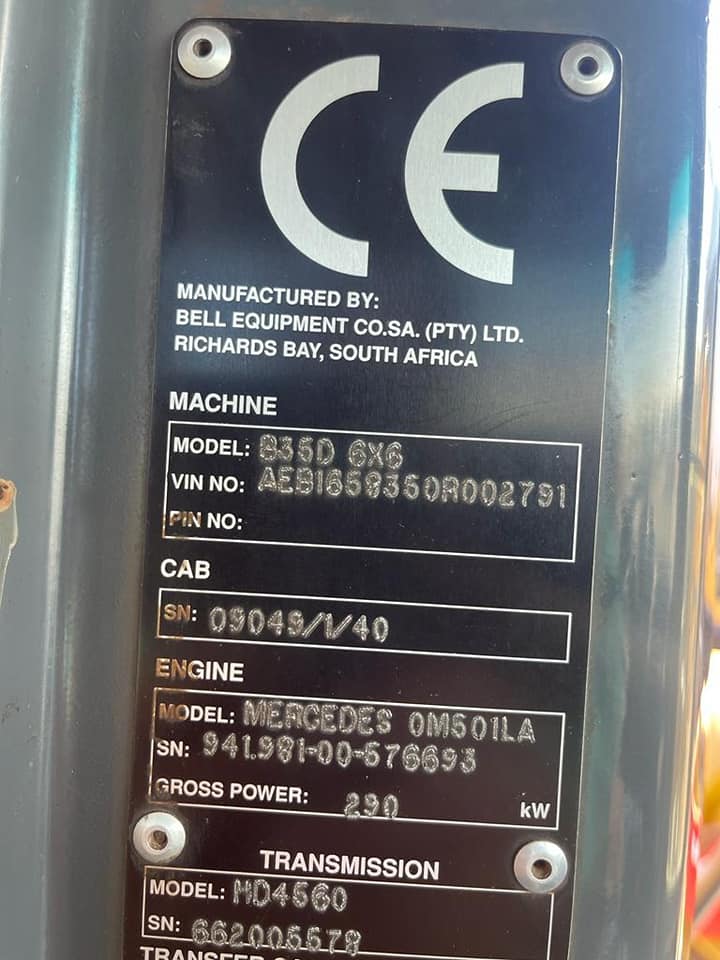 CE
MANUFACTURED BY:
BELL EQUIPMENT CO.SA. (PTY) LTD.
RICHARDS BAY, SOUTH AFRICA
MACHINE
MODEL: B35D 6X6
VIN NO: AEB1658350R002791
PIN NO:
CAB
SN: 09049/1/40
ENGINE
MODEL: MERCEDES OM501LA
SN: 941.981-00-576693
GROSS POWER: 290 kW
TRANSMISSION
MODEL: HD4560
SN: 662005578
TRANSFER